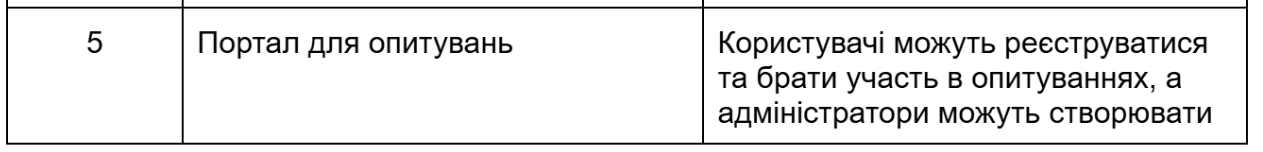 5
Портал для опитувань
Користувачі можуть реєструватися
та брати участь в опитуваннях, а
адміністратори можуть створювати